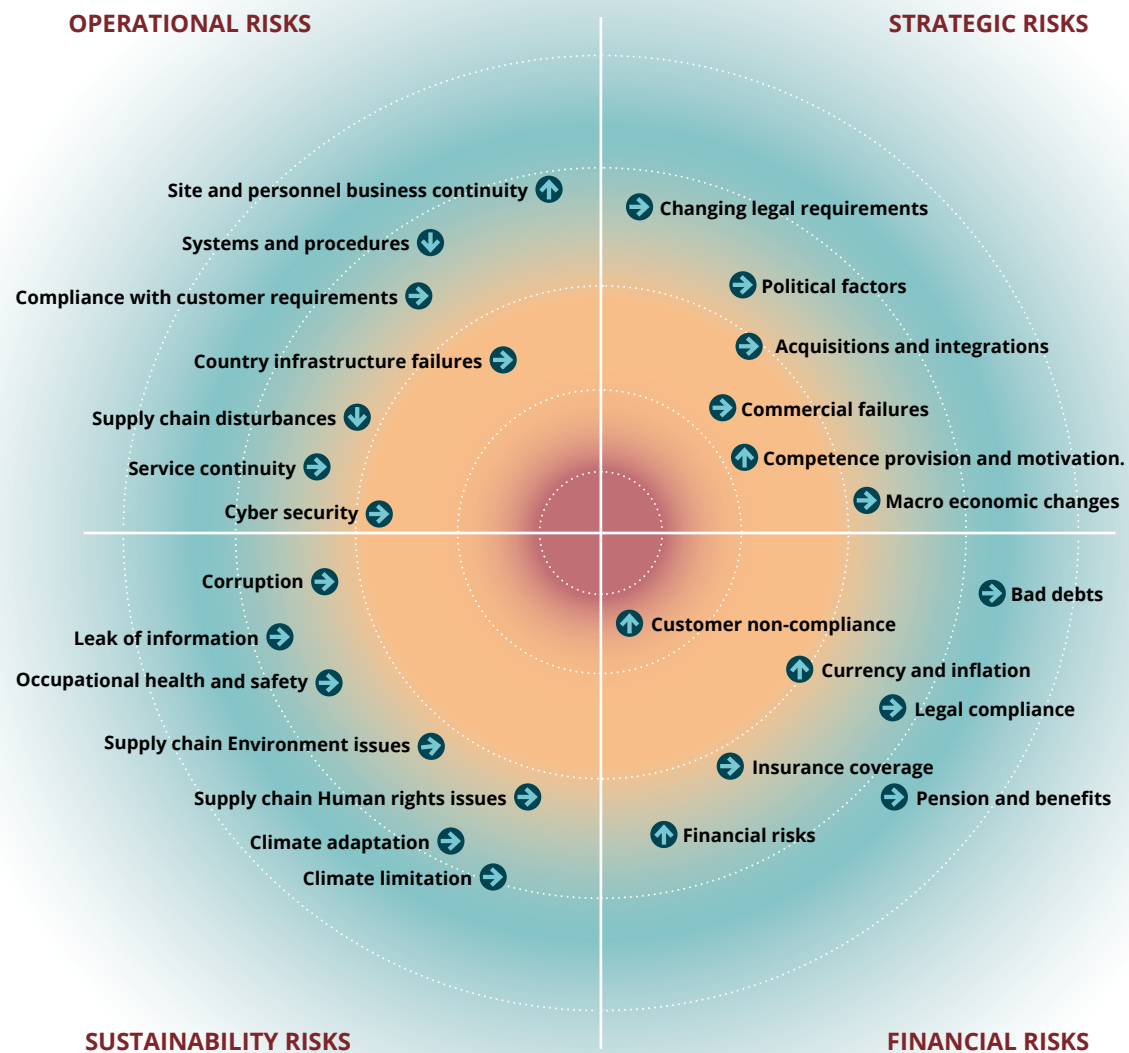 OPERATIONAL RISKS
STRATEGIC RISKS
Site and personnel business continuity
Systems and procedures
Compliance with customer requirements
Country infrastructure failures
Supply chain disturbances
Service continuity
Cyber security
Changing legal requirements
Political factors
Acquisitions and integrations
Commercial failures
Competence provision and motivation.
Macro economic changes
Corruption
Leak of information
Occupational health and safety
Supply chain Environment issues
Supply chain Human rights issues
Climate adaptation
Climate limitation
Bad debts
Customer non-compliance
Currency and inflation
Legal compliance
Insurance coverage
Pension and benefits
Financial risks
SUSTAINABILITY RISKS
FINANCIAL RISKS